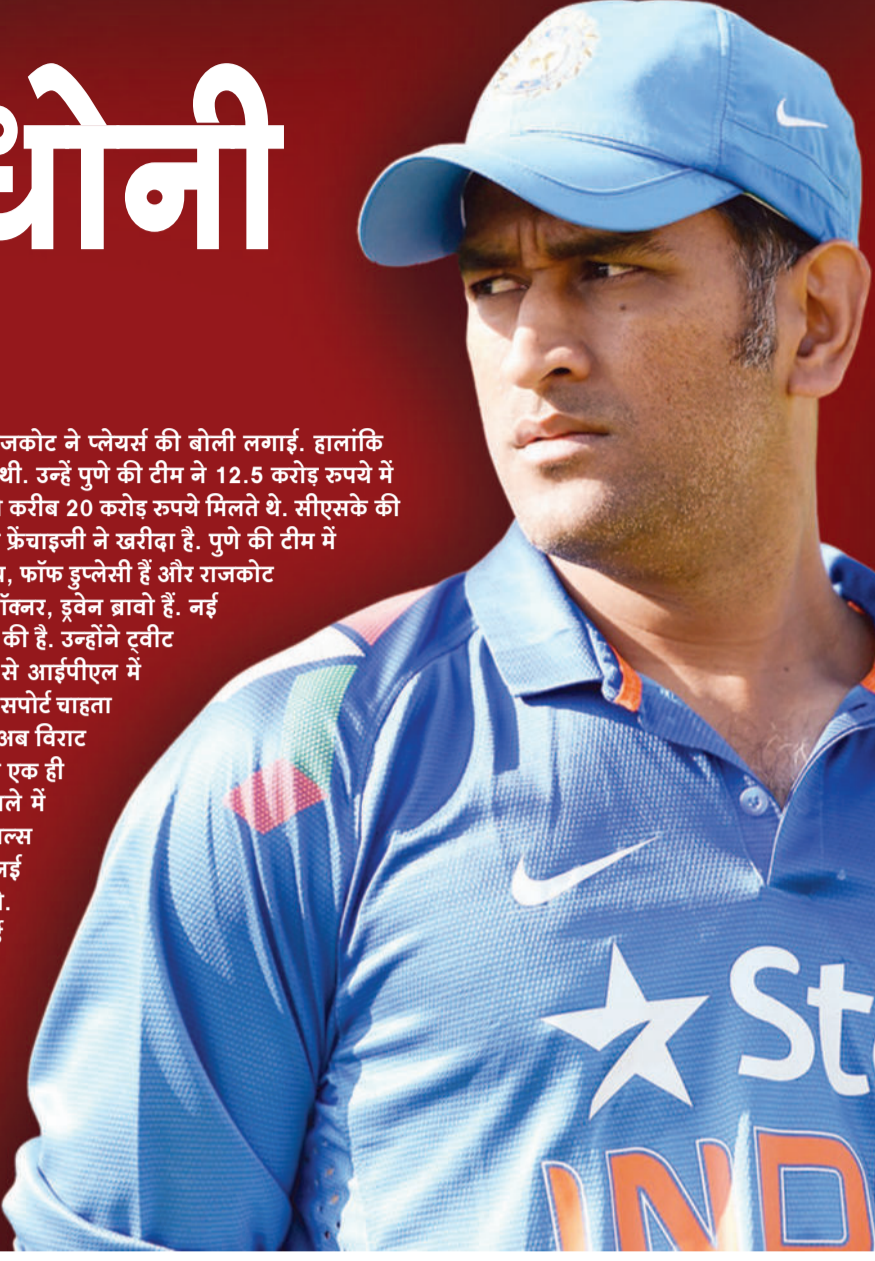 धोनी
जकोट ने प्लेयर्स की बोली लगाई. हालांकि
थी. उन्हें पुणे की टीम ने 12.5 करोड़ रुपये में
करीब 20 करोड़ रुपये मिलते थे. सीएसके की
फ्रेंचाइजी ने खरीदा है. पुणे की टीम में
फॉफ डुप्लेसी हैं और राजकोट
ॉक्नर, ड्वेन ब्रावो हैं. नई
की है. उन्होंने ट्वीट
से आईपीएल में
सपोर्ट चाहता
अब विराट
एक ही
ले में
ल्स
नई
St
IND